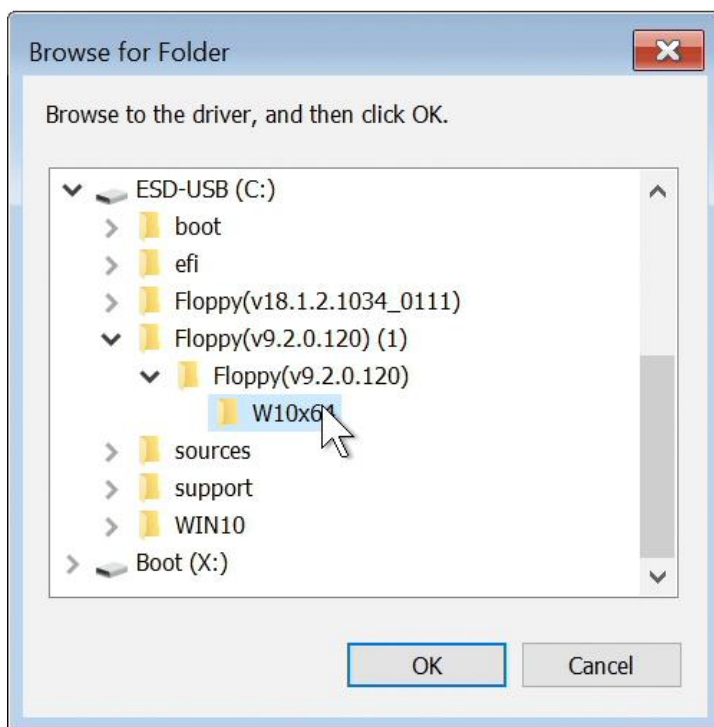 Browse for Folder
Browse to the driver, and then click OK.
ESD-USB (C:)
boot
efi
Floppy(v18.1.2.1034_0111)
Floppy(v9.2.0.120) (1)
Floppy(v9.2.0.120)
W10x64
sources
support
WIN10
Boot (X:)
OK Cancel